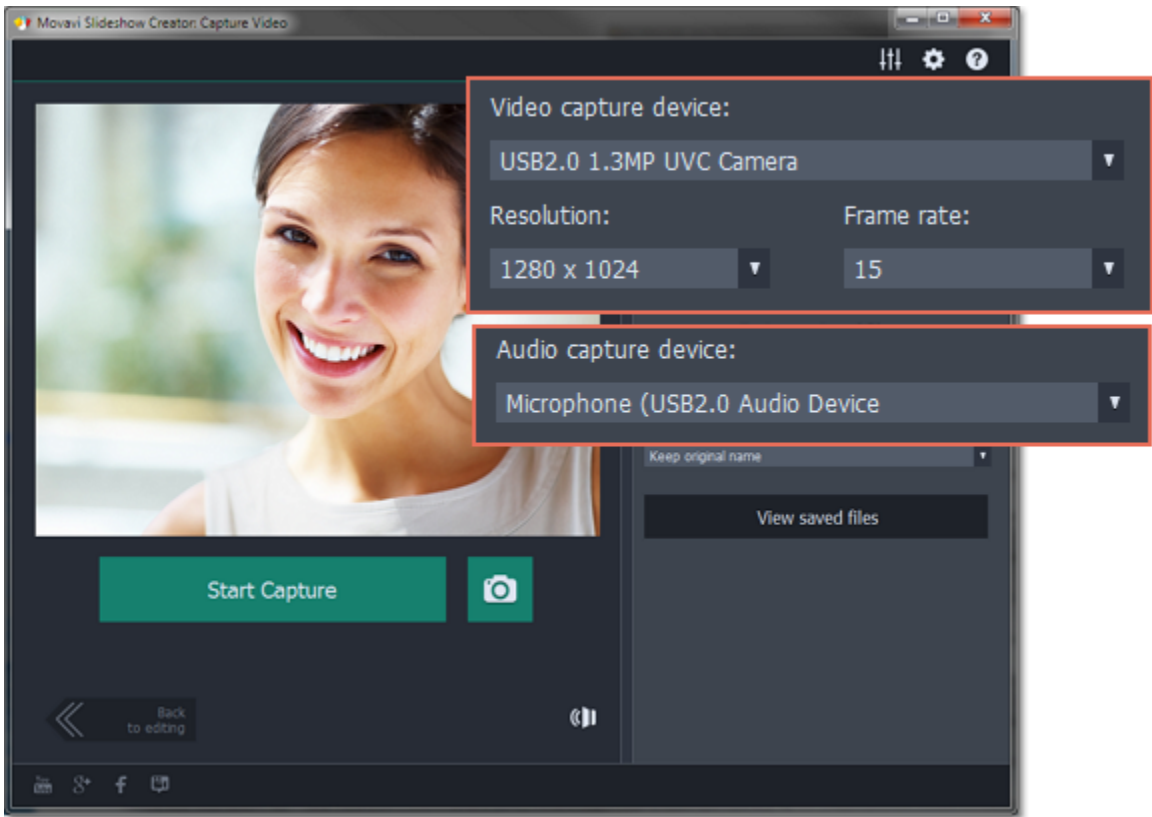 Movavi Slideshow Creator: Capture Video
Video capture device:
USB2.0 1.3MP UVC Camera
Resolution:
Frame rate:
1280 x 1024
15
Audio capture device:
Microphone (USB2.0 Audio Device
Keep original name
View saved files
Start Capture
Back
to editing